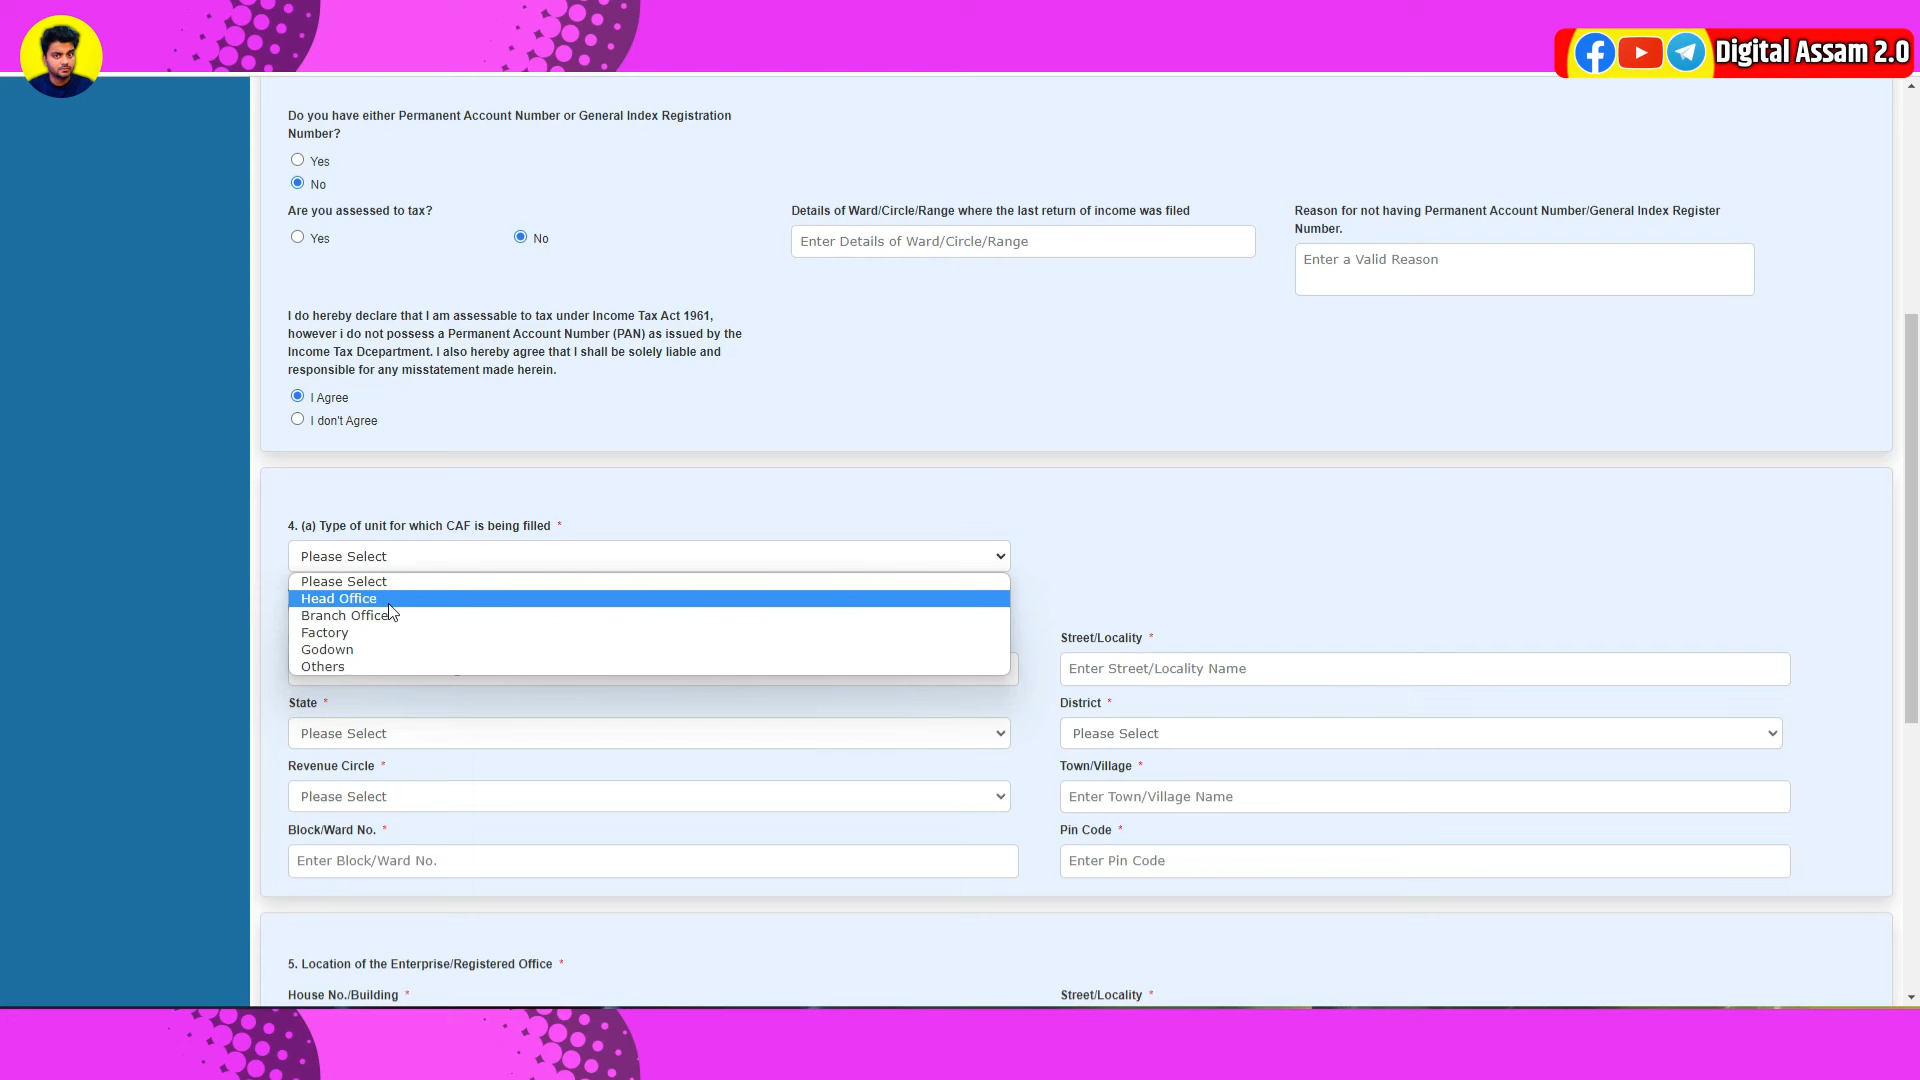 Digital Assam 2.0
Do you have either Permanent Account Number or General Index Registration
Number?
Yes
No
Are you assessed to tax?
Yes
No
Details of Ward/Circle/Range where the last return of income was filed
Enter Details of Ward/Circle/Range
Reason for not having Permanent Account Number/General Index Register
Number.
Enter a Valid Reason
I do hereby declare that I am assessable to tax under Income Tax Act 1961,
however i do not possess a Permanent Account Number (PAN) as issued by the
Income Tax Dcepartment. I also hereby agree that I shall be solely liable and
responsible for any misstatement made herein.
I Agree
I don't Agree
4. (a) Type of unit for which CAF is being filled *
Please Select
Please Select
Head Office
Branch Office
Factory
Godown
Others
Street/Locality *
Enter Street/Locality Name
State *
Please Select
District *
Please Select
Revenue Circle *
Please Select
Town/Village *
Enter Town/Village Name
Block/Ward No. *
Enter Block/Ward No.
Pin Code *
Enter Pin Code
5. Location of the Enterprise/Registered Office *
House No./Building *
Street/Locality *